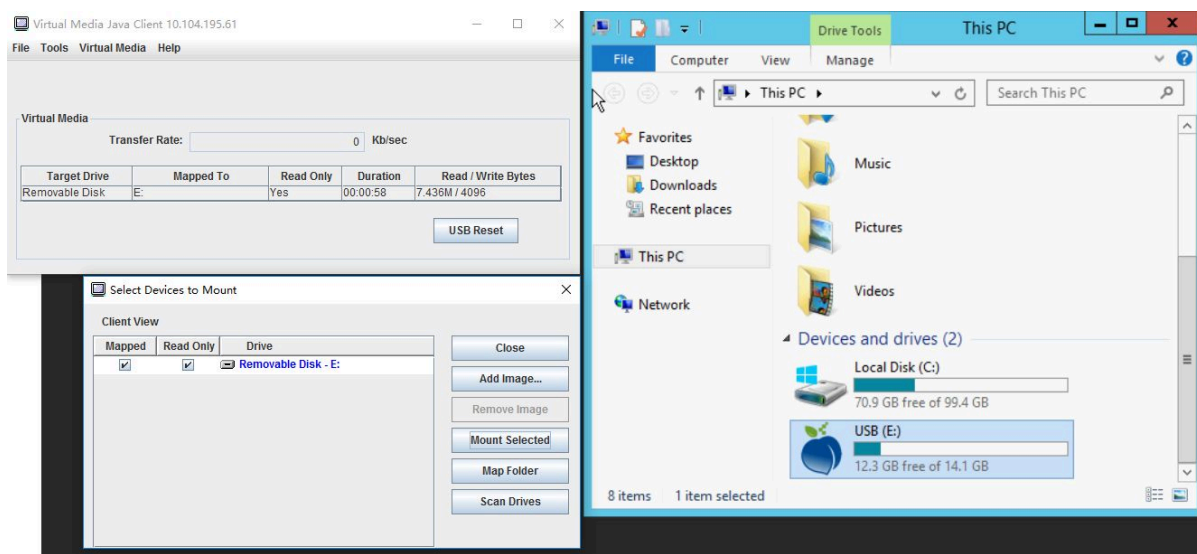 Virtual Media Java Client 10.104.195.61
File Tools Virtual Media Help
Virtual Media
Transfer Rate: 0 Kb/sec
Target Drive Mapped To Read Only Duration Read / Write Bytes
Removable Disk E: Yes 00:00:58 7.436M / 4096
USB Reset
Select Devices to Mount
Client View
Mapped Read Only Drive
Removable Disk - E:
Close
Add Image...
Remove Image
Mount Selected
Map Folder
Scan Drives
Drive Tools This PC
File Computer View Manage
This PC Search This PC
Favorites
Desktop
Downloads
Recent places
This PC
Network
Music
Pictures
Videos
Devices and drives (2)
Local Disk (C:)
70.9 GB free of 99.4 GB
USB (E:)
12.3 GB free of 14.1 GB
8 items 1 item selected